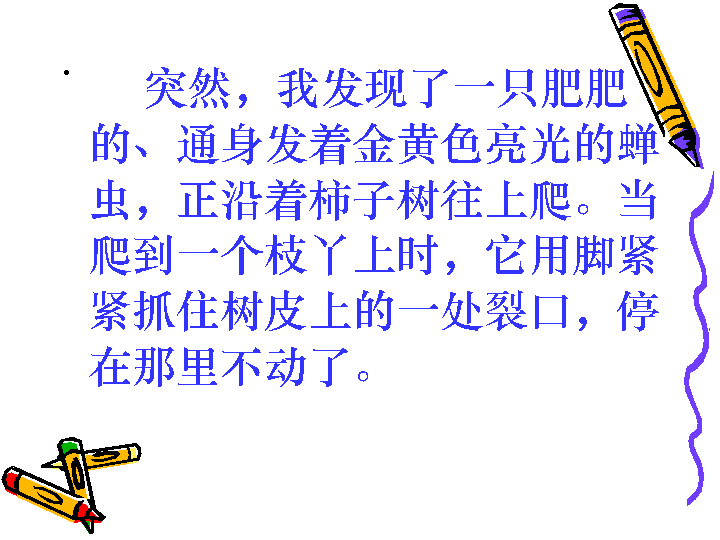 突然，我发现了一只肥肥
的、通身发着金黄色亮光的蝉
虫，正沿着柿子树往上爬。当
爬到一个枝丫上时，它用脚紧
紧抓住树皮上的一处裂口，停
在那里不动了。